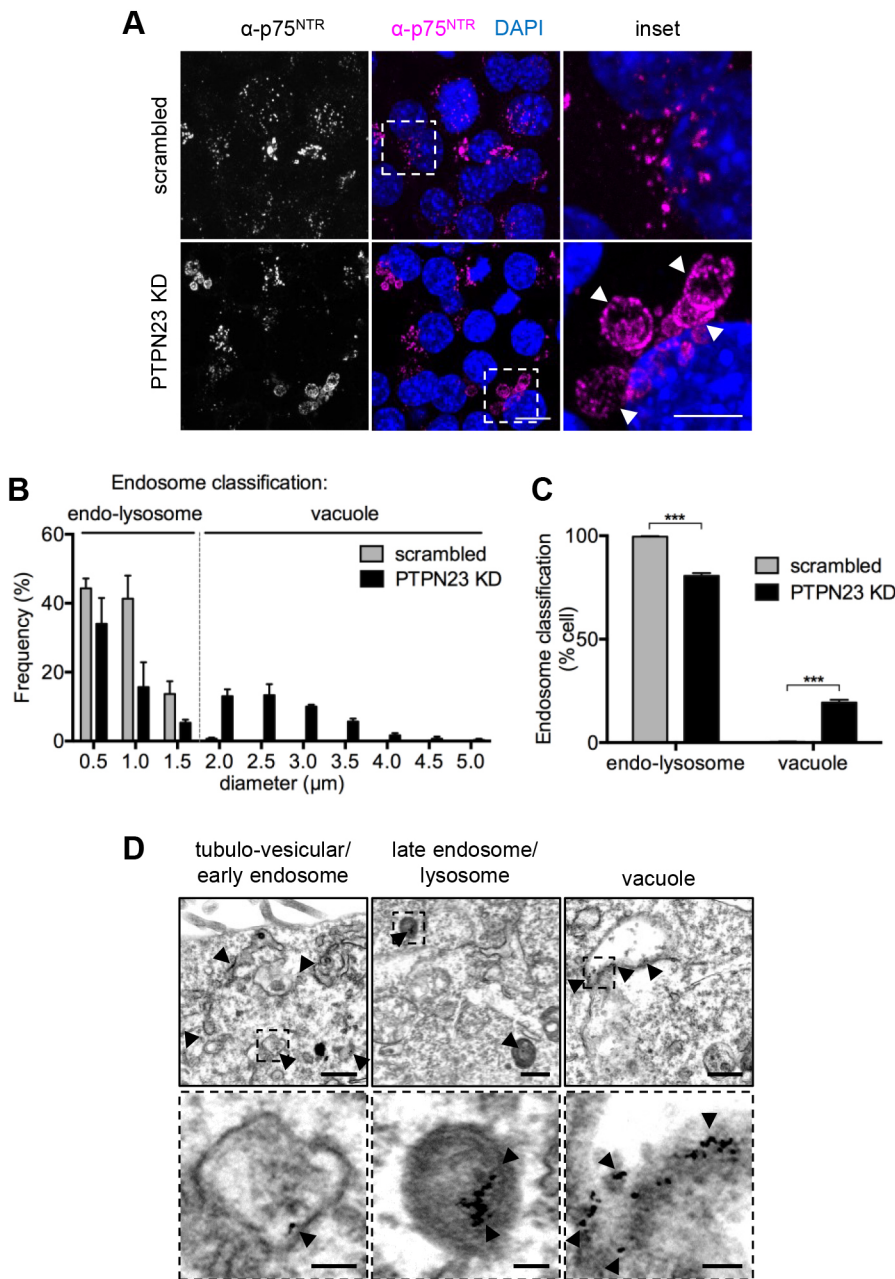 A
α-p75NTR
α-p75NTR DAPI
inset
scrambled
PTPN23 KD
B
Endosome classification:
endo-lysosome
vacuole
60
40
20
0
Frequency (%)
scrambled
PTPN23 KD
0.5 1.0 1.5 2.0 2.5 3.0 3.5 4.0 4.5 5.0
diameter (μm)
C
100
50
0
Endosome classification
(% cell)
***
***
scrambled
PTPN23 KD
endo-lysosome
vacuole
D
tubulo-vesicular/
early endosome
late endosome/
lysosome
vacuole